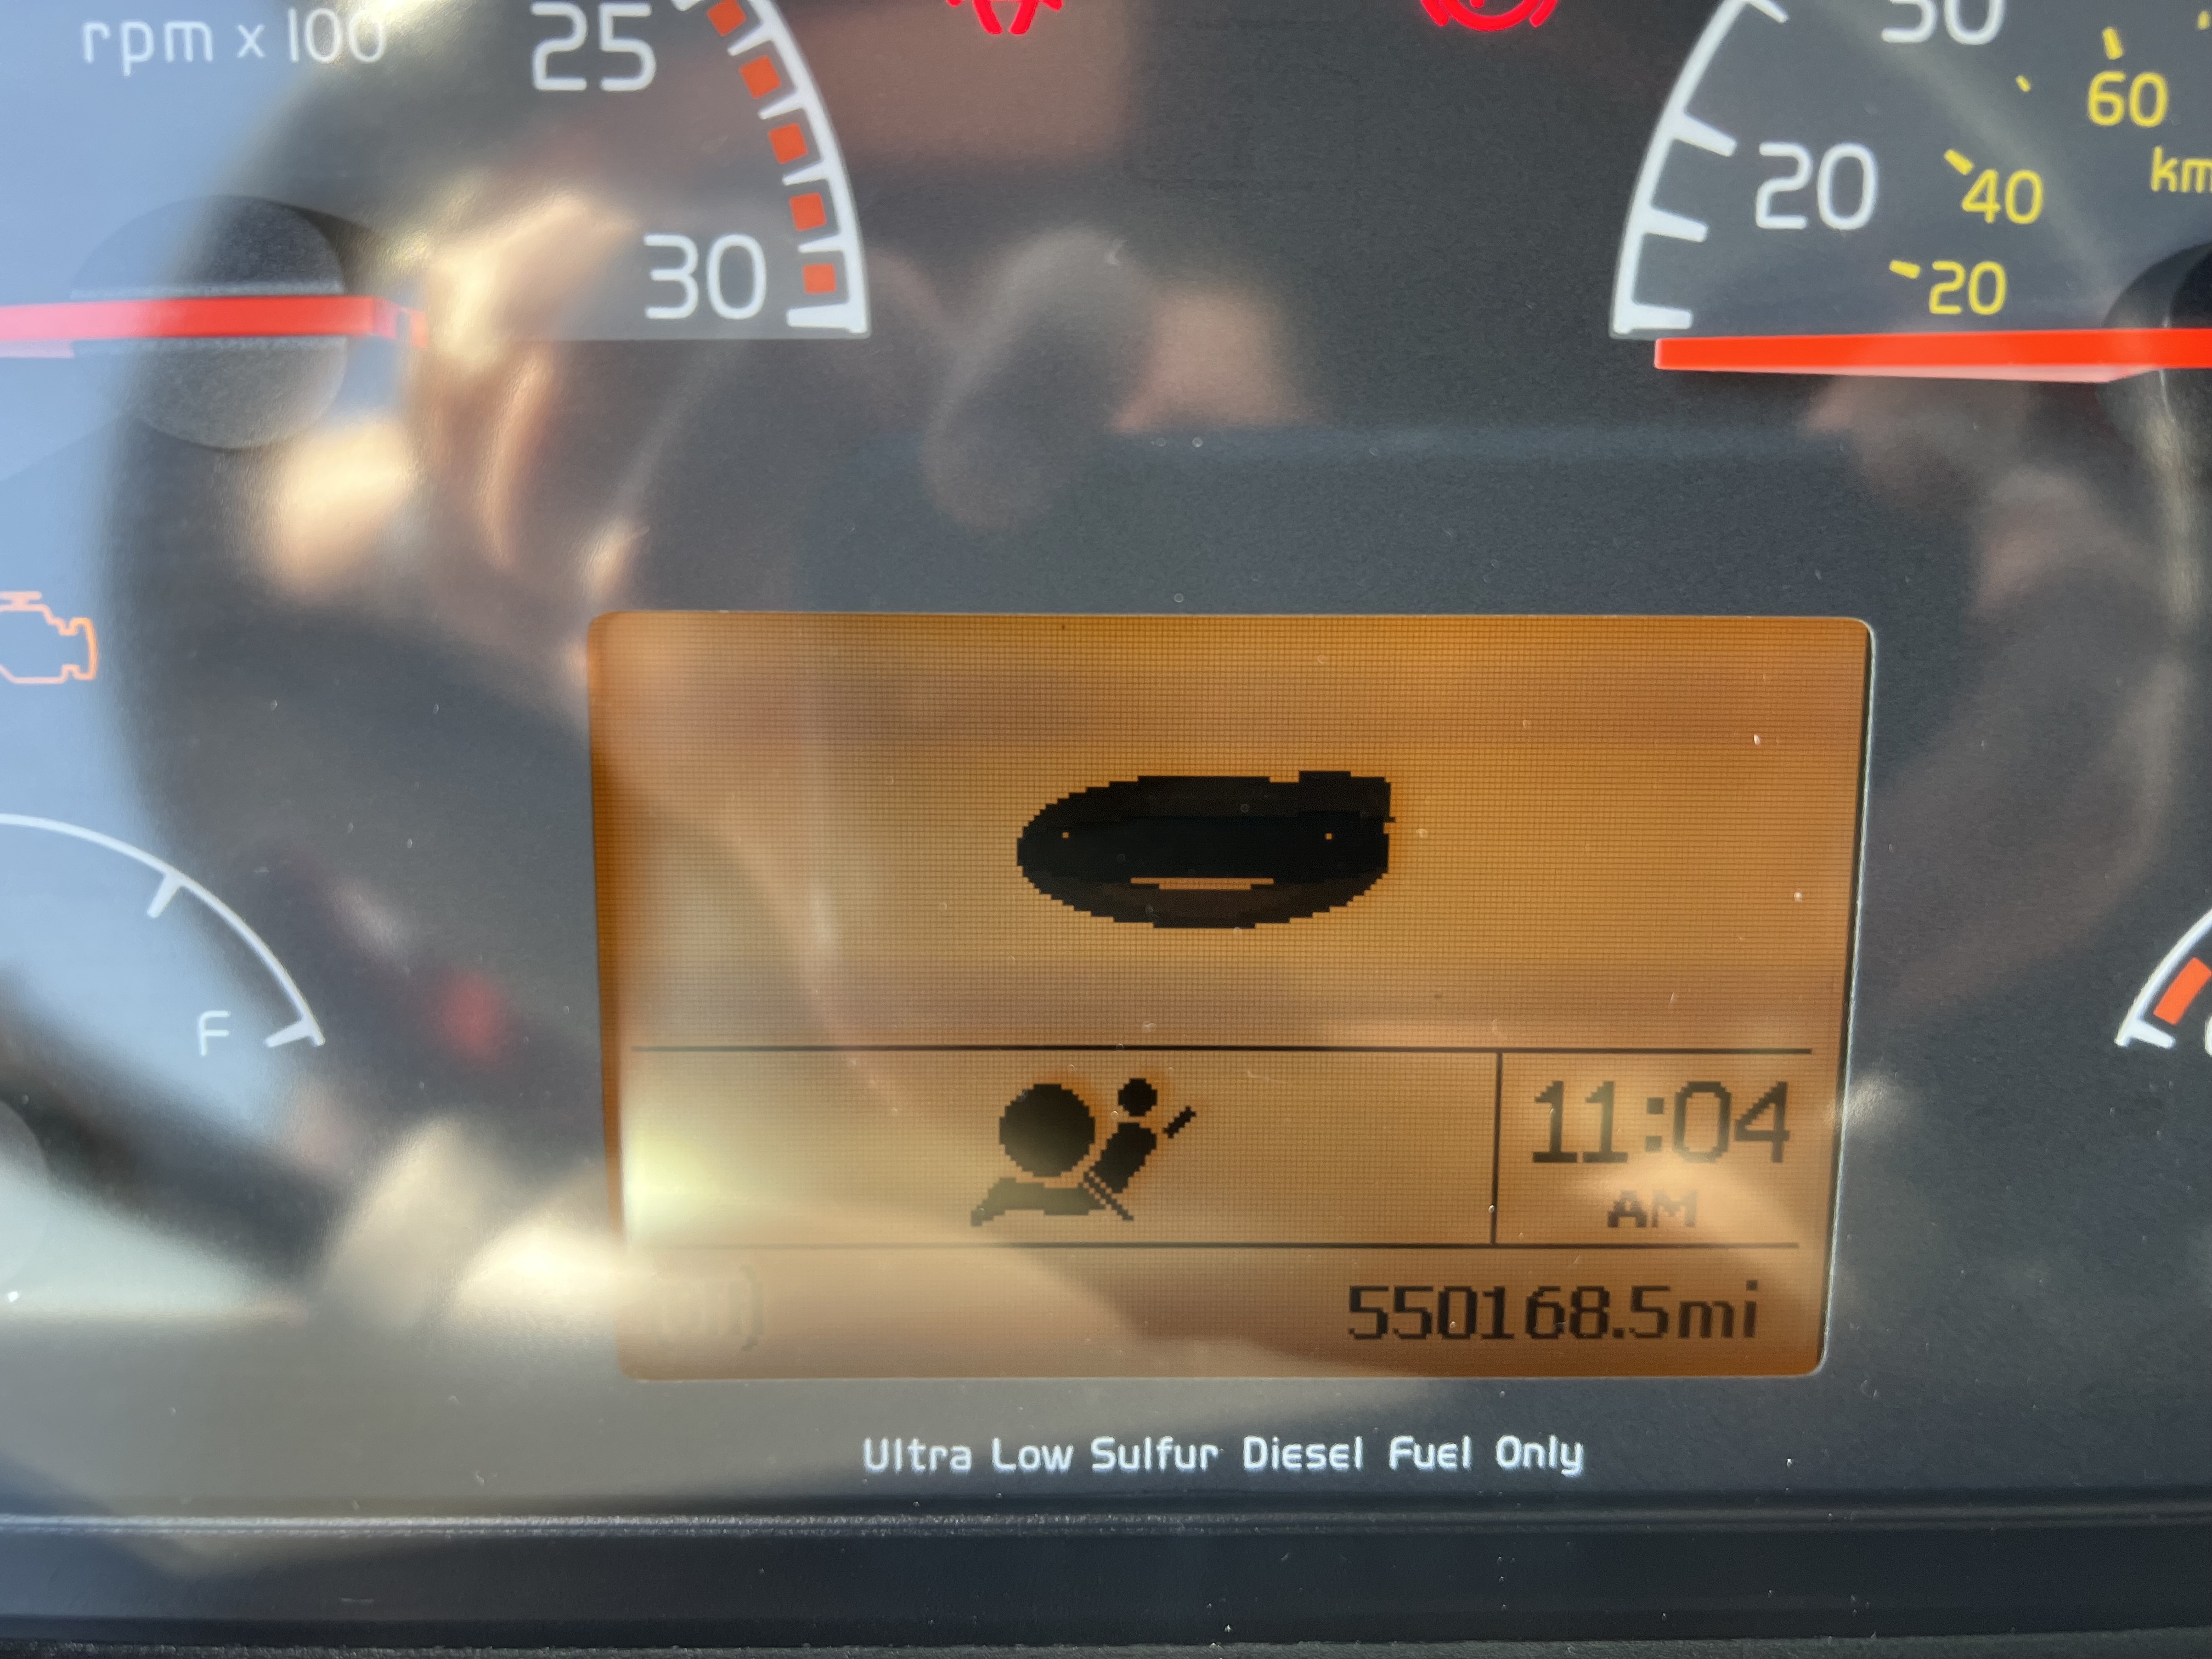 rpm x 100
25
30
20
60
km
40
20
F
11:04
AM
550168.5mi
Ultra Low Sulfur Diesel Fuel Only